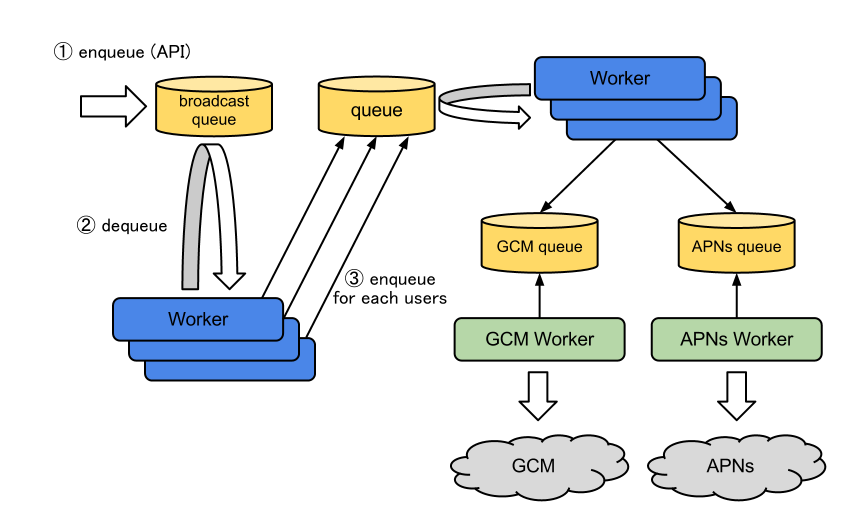 ① enqueue (API)
broadcast
queue
queue
Worker
② dequeue
GCM queue
APNs queue
③ enqueue
for each users
Worker
GCM Worker
APNs Worker
GCM
APNs